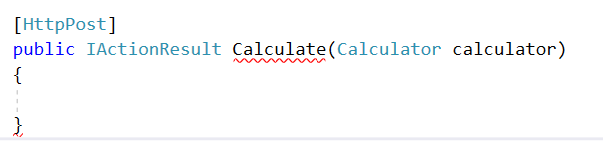 [HttpPost]
public IActionResult Calculate(Calculator calculator)
{
}